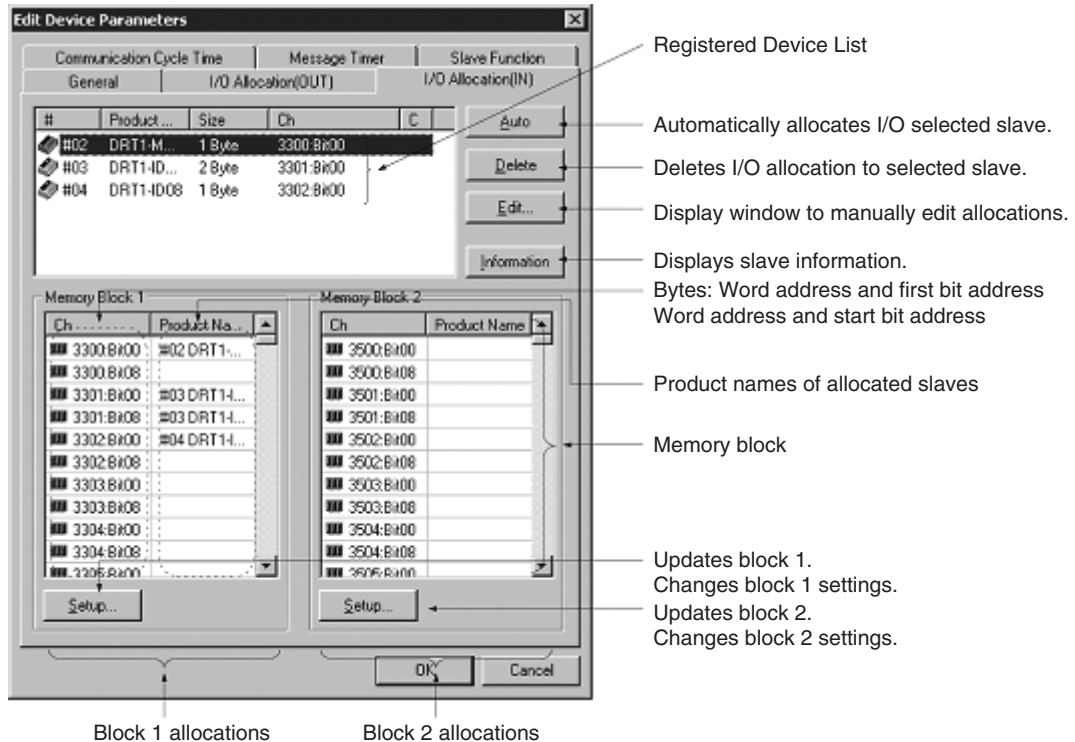 Edit Device Parameters
Communication Cycle Time Message Timer Slave Function
General I/O Allocation(OUT) I/O Allocation(IN)
# Product ... Size Ch C
#02 DRT1-M... 1 Byte 3300:Bit00
#03 DRT1-ID... 2 Byte 3301:Bit00
#04 DRT1-ID08 1 Byte 3302:Bit00
Auto
Delete
Edit...
Information
Registered Device List
Automatically allocates I/O selected slave.
Deletes I/O allocation to selected slave.
Display window to manually edit allocations.
Displays slave information.
Bytes: Word address and first bit address
Word address and start bit address
Product names of allocated slaves
Memory block
Updates block 1.
Changes block 1 settings.
Updates block 2.
Changes block 2 settings.
Memory Block 1
Ch Product Na...
3300:Bit00 #02 DRT1-...
3300:Bit08
3301:Bit00 #03 DRT1-I...
3301:Bit08 #03 DRT1-I...
3302:Bit00 #04 DRT1-I...
3302:Bit08
3303:Bit00
3303:Bit08
3304:Bit00
3304:Bit08
3305:Bit00
Setup...
Memory Block 2
Ch Product Name
3500:Bit00
3500:Bit08
3501:Bit00
3501:Bit08
3502:Bit00
3502:Bit08
3503:Bit00
3503:Bit08
3504:Bit00
3504:Bit08
3505:Bit00
Setup...
OK Cancel
Block 1 allocations Block 2 allocations